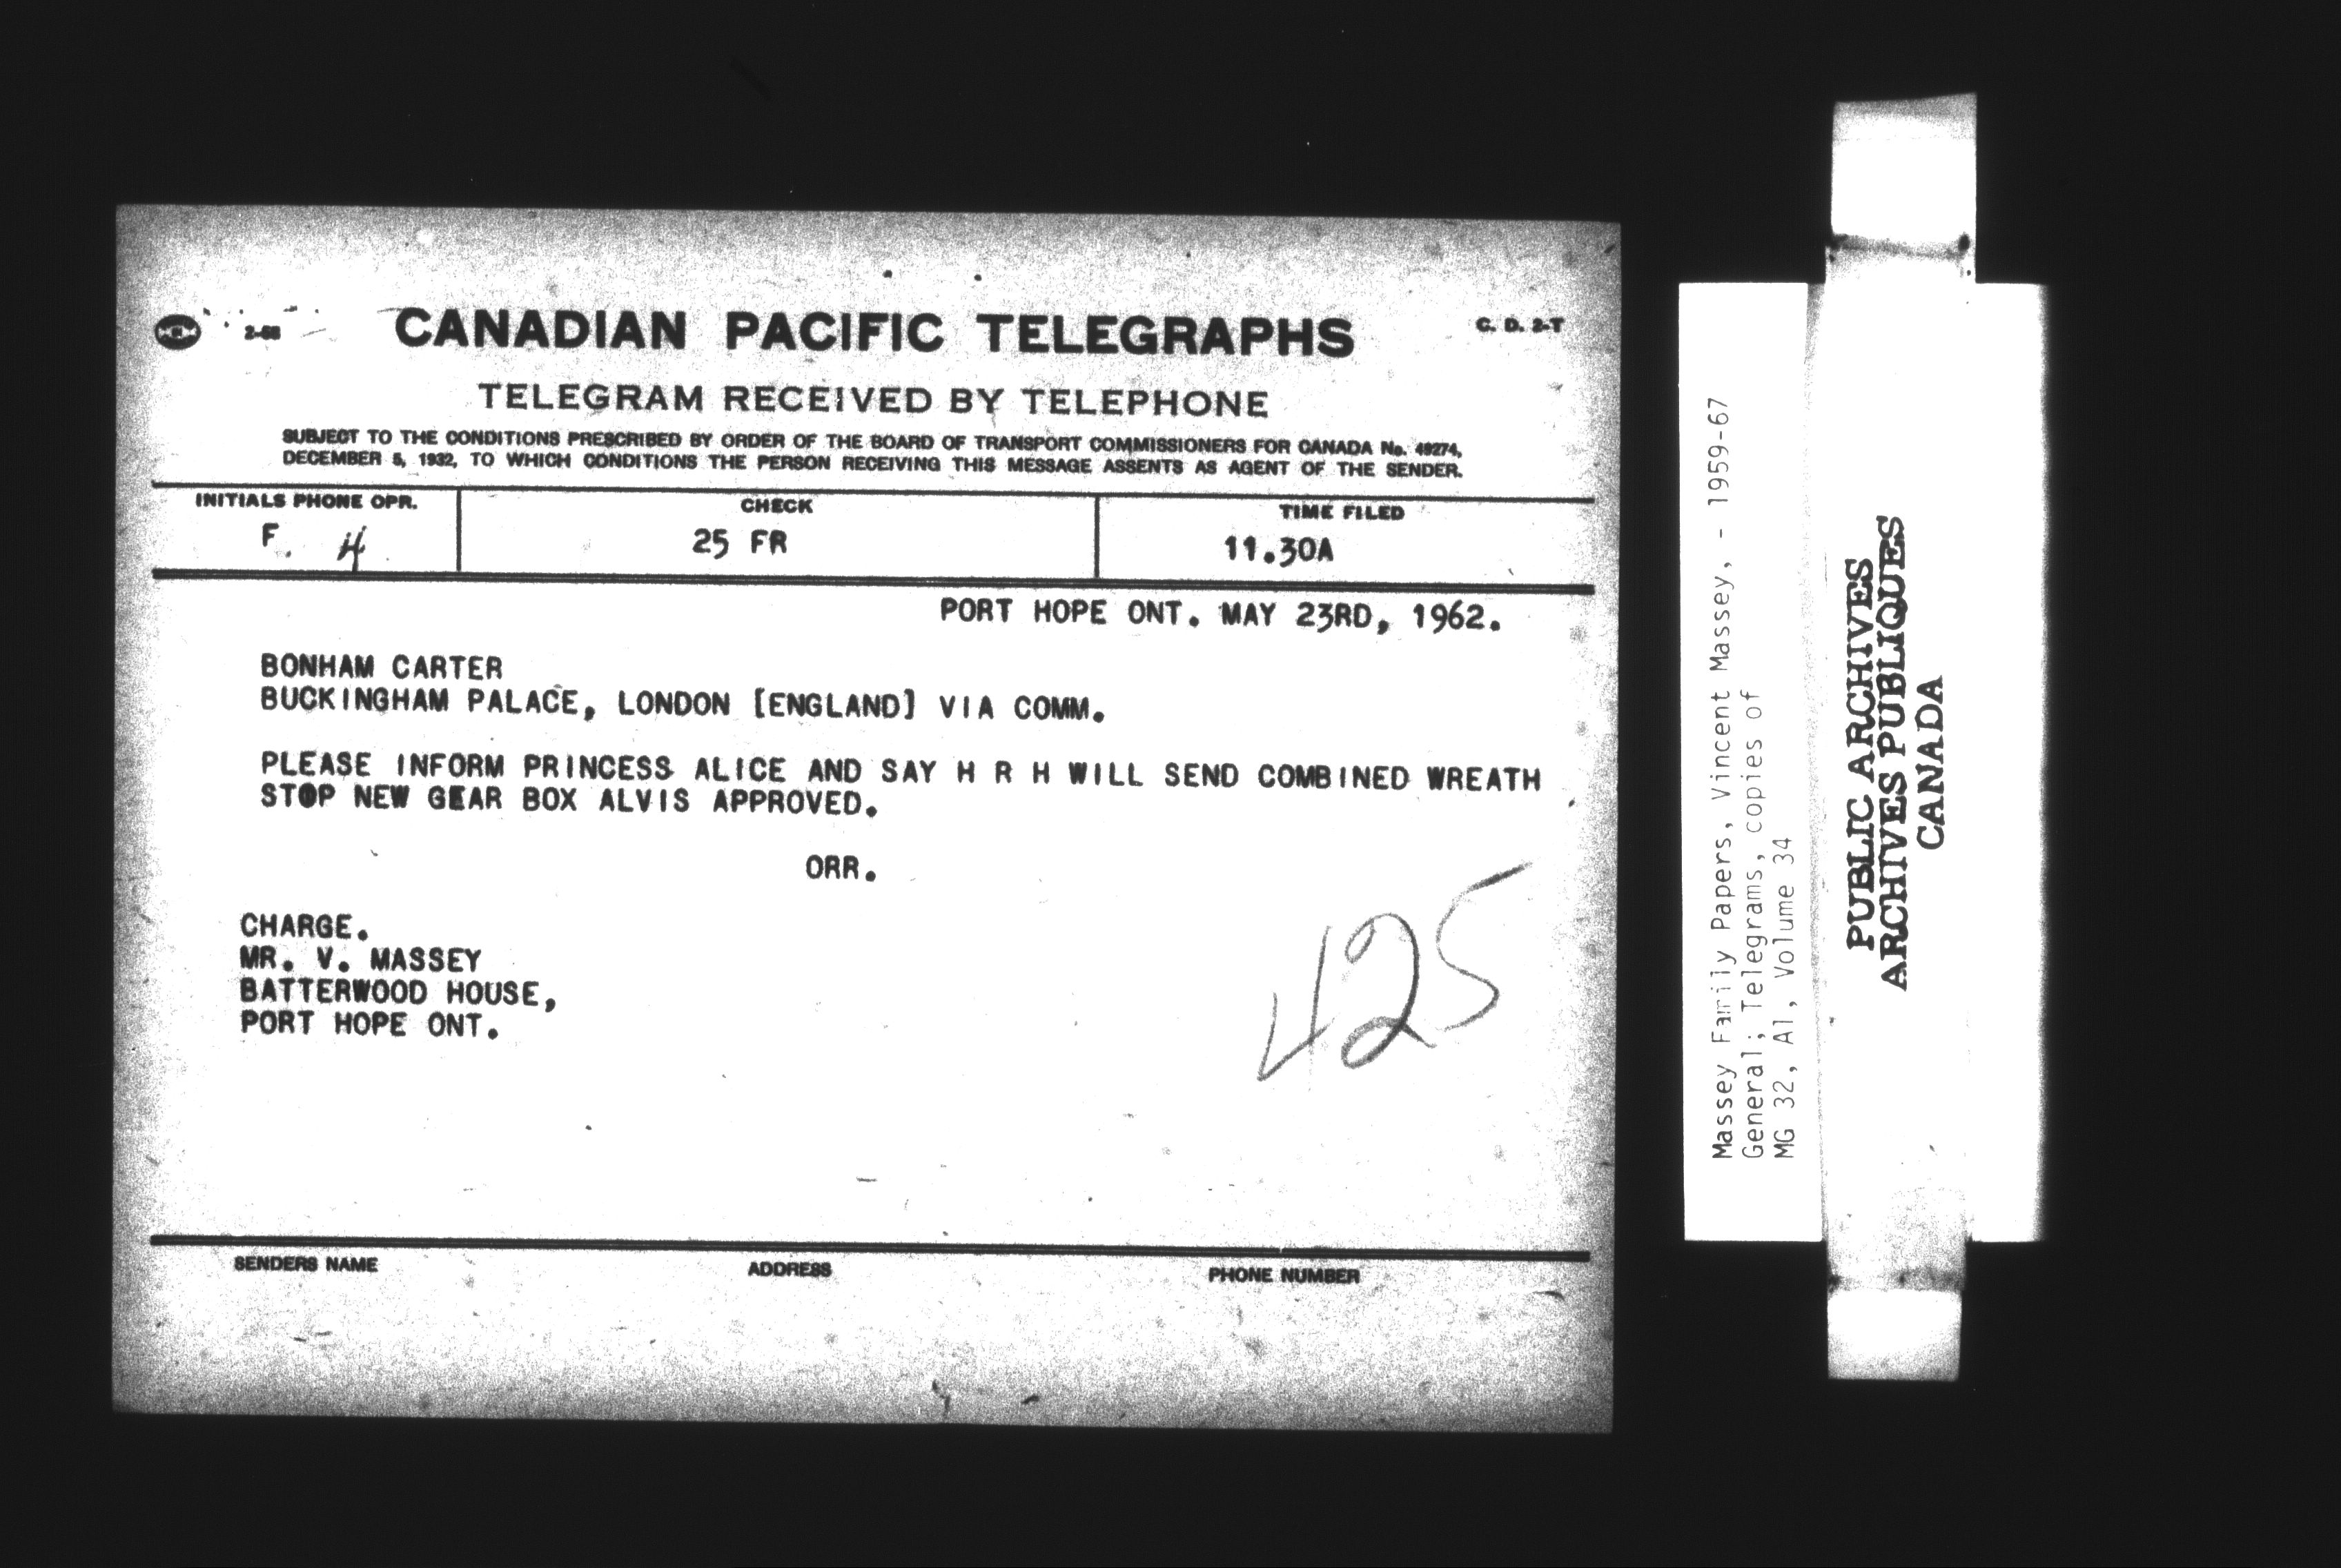 2-58
CANADIAN PACIFIC TELEGRAPHS
C. D. 2-T
TELEGRAM RECEIVED BY TELEPHONE
SUBJECT TO THE CONDITIONS PRESCRIBED BY ORDER OF THE BOARD OF TRANSPORT COMMISSIONERS FOR CANADA No. 49274,
DECEMBER 5, 1932, TO WHICH CONDITIONS THE PERSON RECEIVING THIS MESSAGE ASSENTS AS AGENT OF THE SENDER.
INITIALS PHONE OPR.
CHECK
TIME FILED
F. 4
25 FR
11.30A
PORT HOPE ONT. MAY 23RD, 1962.
BONHAM CARTER
BUCKINGHAM PALACE, LONDON [ENGLAND] VIA COMM.
PLEASE INFORM PRINCESS ALICE AND SAY H R H WILL SEND COMBINED WREATH
STOP NEW GEAR BOX ALVIS APPROVED.
ORR.
CHARGE.
MR. V. MASSEY
BATTERWOOD HOUSE,
PORT HOPE ONT.
425
SENDERS NAME
ADDRESS
PHONE NUMBER
Massey Family Papers, Vincent Massey, - 1959-67
General; Telegrams, copies of
MG 32, A1, Volume 34
PUBLIC ARCHIVES
ARCHIVES PUBLIQUES
CANADA